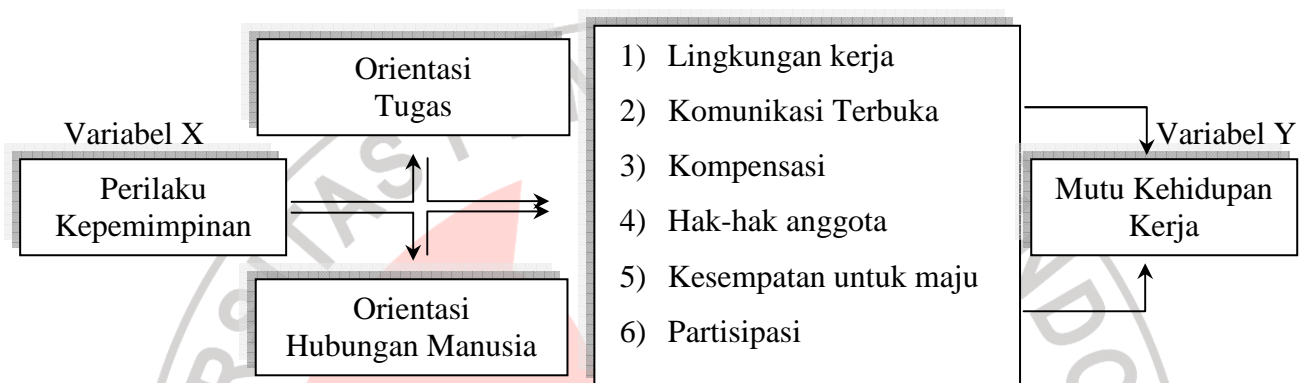 Variabel X
Perilaku
Kepemimpinan
Orientasi
Tugas
Orientasi
Hubungan Manusia
1) Lingkungan kerja
2) Komunikasi Terbuka
3) Kompensasi
4) Hak-hak anggota
5) Kesempatan untuk maju
6) Partisipasi
Variabel Y
Mutu Kehidupan
Kerja